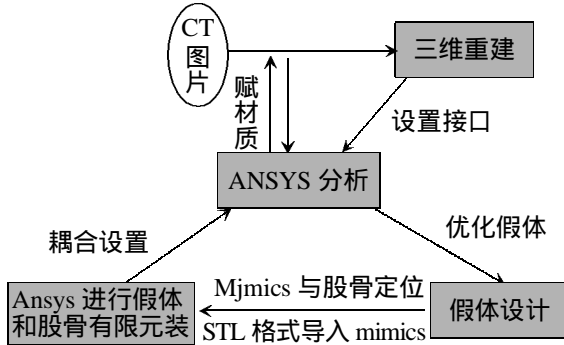 CT
图
片
三维重建
赋
材
质
设置接口
ANSYS 分析
耦合设置
优化假体
Ansys 进行假体
和股骨有限元装
Mjmics 与股骨定位
STL 格式导入 mimics
假体设计